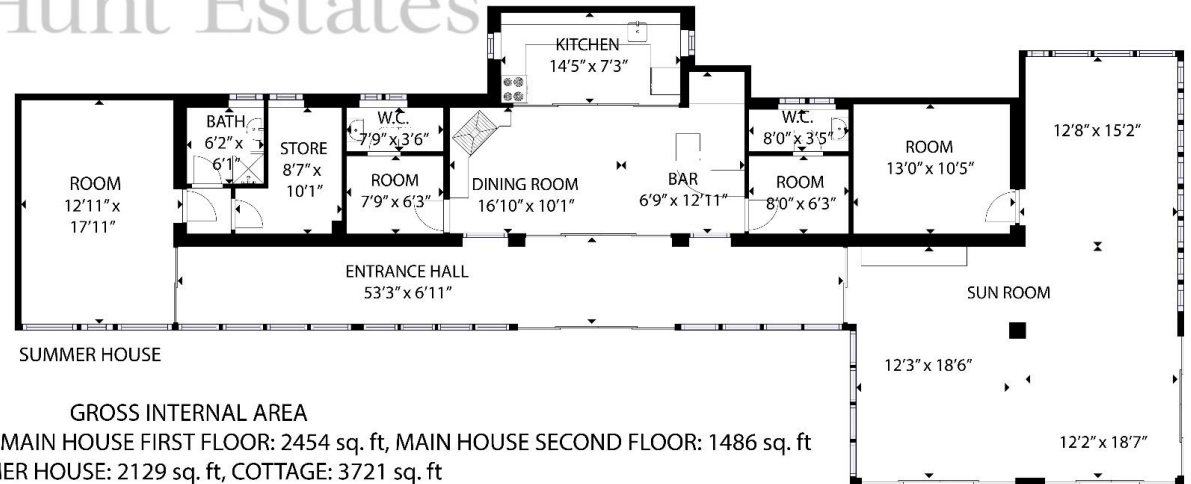 Hunt Estates
KITCHEN
14'5" x 7'3"
BATH
6'2" x
6'1"
STORE
8'7" x
10'1"
W.C.
7'9" x 3'6"
W.C.
8'0" x 3'5"
ROOM
13'0" x 10'5"
12'8" x 15'2"
ROOM
12'11" x
17'11"
ROOM
7'9" x 6'3"
DINING ROOM
16'10" x 10'1"
BAR
6'9" x 12'11"
ROOM
8'0" x 6'3"
ENTRANCE HALL
53'3" x 6'11"
SUN ROOM
SUMMER HOUSE
12'3" x 18'6"
12'2" x 18'7"
GROSS INTERNAL AREA
MAIN HOUSE FIRST FLOOR: 2454 sq. ft, MAIN HOUSE SECOND FLOOR: 1486 sq. ft
HOUSE: 2129 sq. ft, COTTAGE: 3721 sq. ft